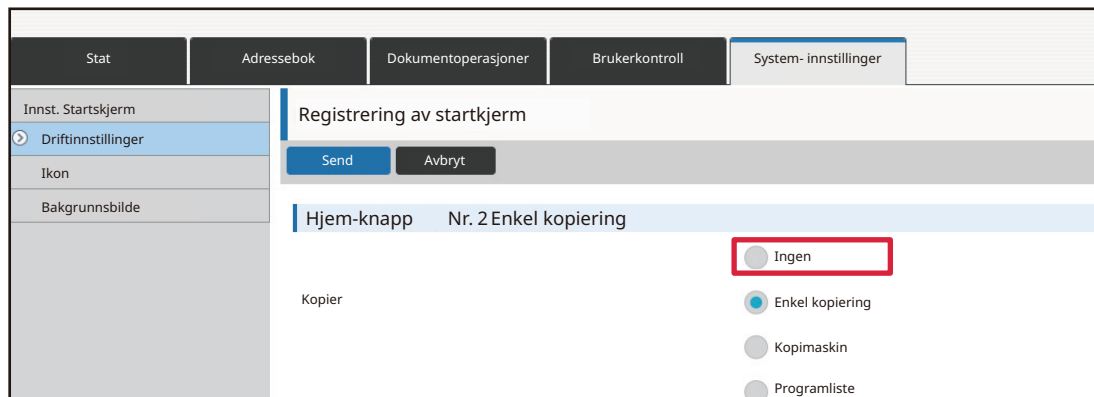 Stat
Adressebok
Dokumentoperasjoner
Brukerkontroll
System- innstillinger
Innst. Startskjerm
Driftinnstillinger
Ikon
Bakgrunnsbilde
Registrering av startkjerm
Send
Avbryt
Hjem-knapp Nr. 2 Enkel kopiering
Ingen
Kopier
Enkel kopiering
Kopimaskin
Programliste